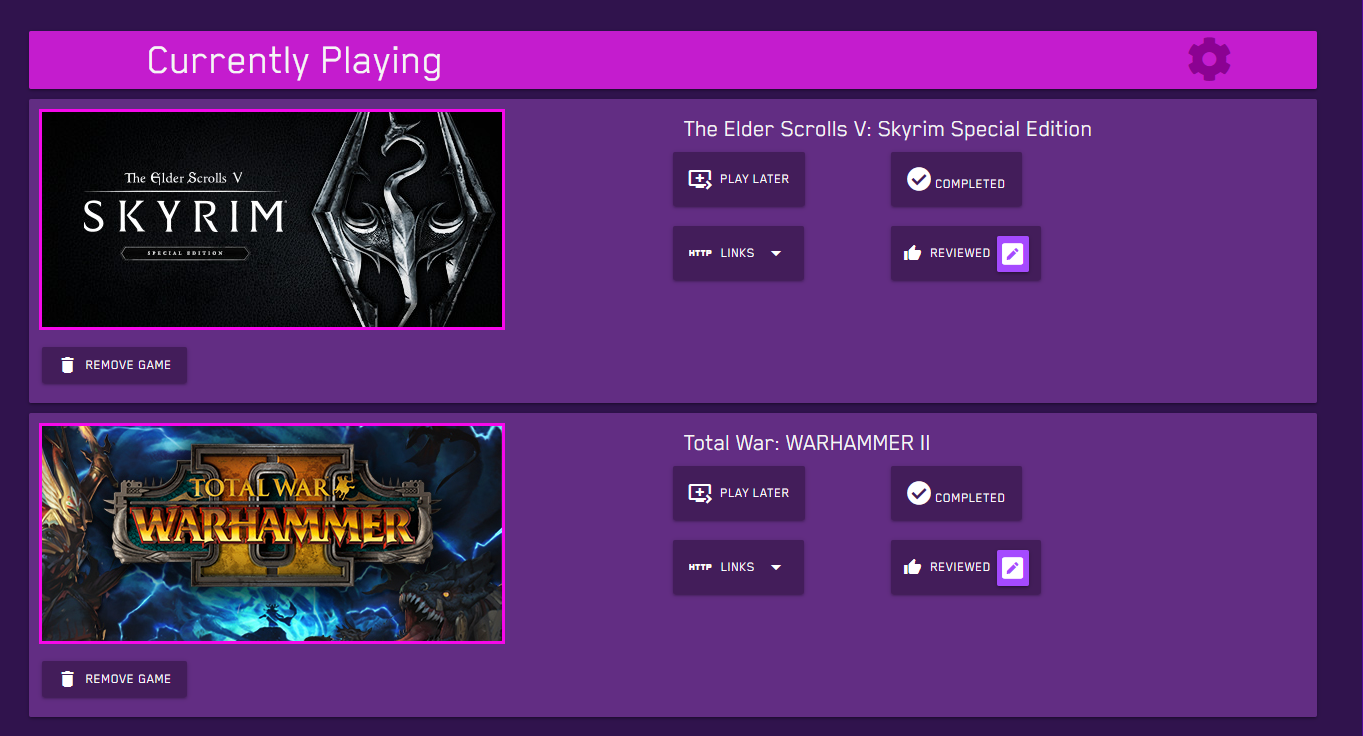 Currently Playing
The Elder Scrolls V
SKYRIM
SPECIAL EDITION
The Elder Scrolls V: Skyrim Special Edition
PLAY LATER
COMPLETED
HTTP LINKS
REVIEWED
REMOVE GAME
TOTAL WAR
WARHAMMER
II
Total War: WARHAMMER II
PLAY LATER
COMPLETED
HTTP LINKS
REVIEWED
REMOVE GAME